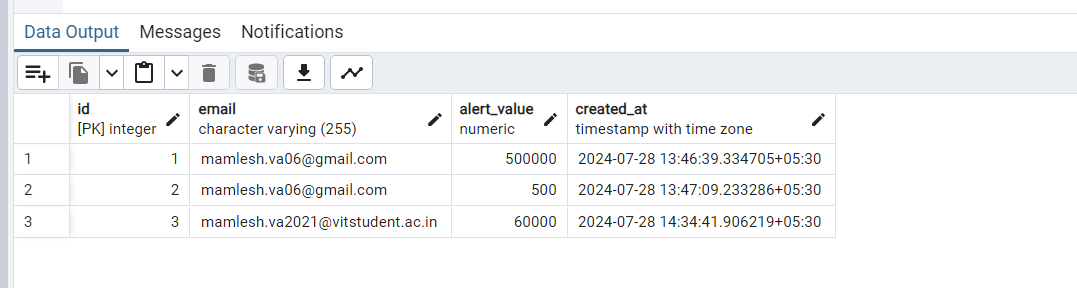 Data Output Messages Notifications
id email alert_value created_at
[PK] integer character varying (255) numeric timestamp with time zone
1 1 mamlesh.va06@gmail.com 500000 2024-07-28 13:46:39.334705+05:30
2 2 mamlesh.va06@gmail.com 500 2024-07-28 13:47:09.233286+05:30
3 3 mamlesh.va2021@vitstudent.ac.in 60000 2024-07-28 14:34:41.906219+05:30